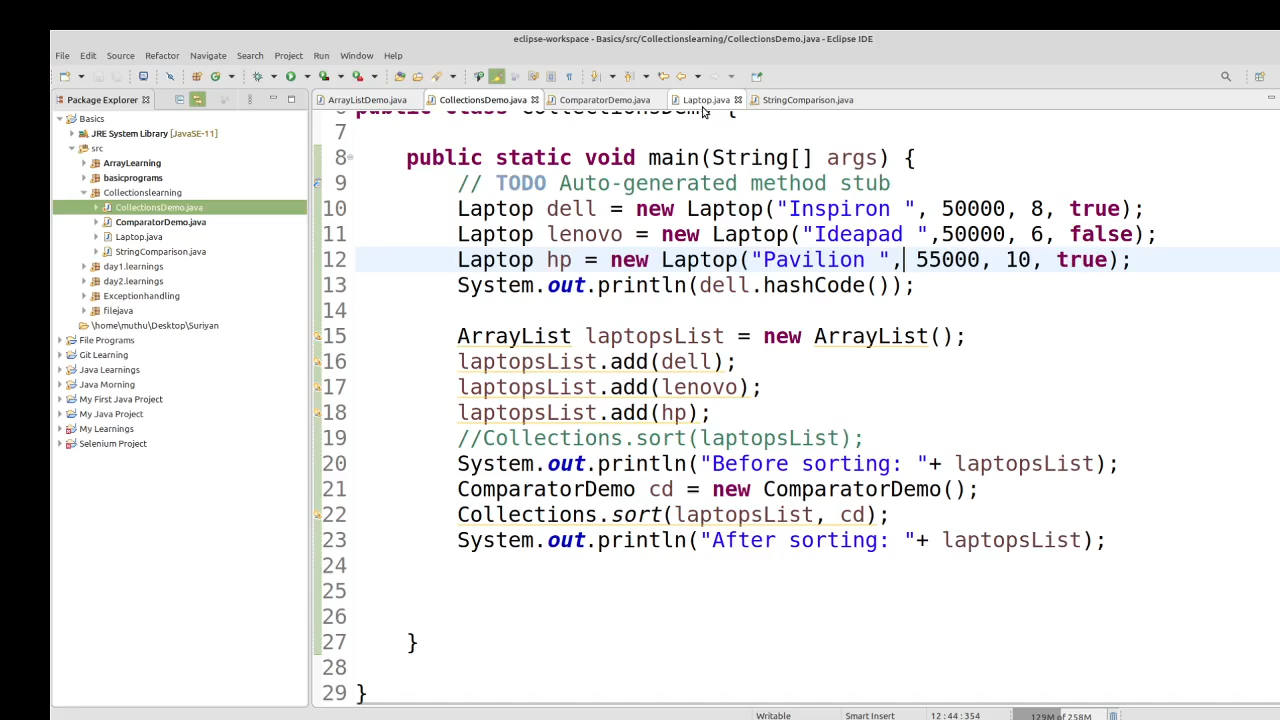 eclipse-workspace - Basics/src/Collectionslearning/CollectionsDemo.java - Eclipse IDE
File Edit Source Refactor Navigate Search Project Run Window Help
Package Explorer
ArrayListDemo.java CollectionsDemo.java ComparatorDemo.java Laptop.java StringComparison.java
Basics
JRE System Library [JavaSE-11]
src
ArrayLearning
basicprograms
Collectionslearning
CollectionsDemo.java
ComparatorDemo.java
Laptop.java
StringComparison.java
day1.learnings
day2.learnings
Exceptionhandling
filejava
\home\muthu\Desktop\Suriyan
File Programs
Git Learning
Java Learnings
Java Morning
My First Java Project
My Java Project
My Learnings
Selenium Project
6 public class CollectionsDemo {
7
8 public static void main(String[] args) {
9 // TODO Auto-generated method stub
10 Laptop dell = new Laptop("Inspiron ", 50000, 8, true);
11 Laptop lenovo = new Laptop("Ideapad ",50000, 6, false);
12 Laptop hp = new Laptop("Pavilion ", 55000, 10, true);
13 System.out.println(dell.hashCode());
14
15 ArrayList laptopsList = new ArrayList();
16 laptopsList.add(dell);
17 laptopsList.add(lenovo);
18 laptopsList.add(hp);
19 //Collections.sort(laptopsList);
20 System.out.println("Before sorting: "+ laptopsList);
21 ComparatorDemo cd = new ComparatorDemo();
22 Collections.sort(laptopsList, cd);
23 System.out.println("After sorting: "+ laptopsList);
24
25
26
27 }
28
29 }
Writable Smart Insert 12:44:354 129M of 258M